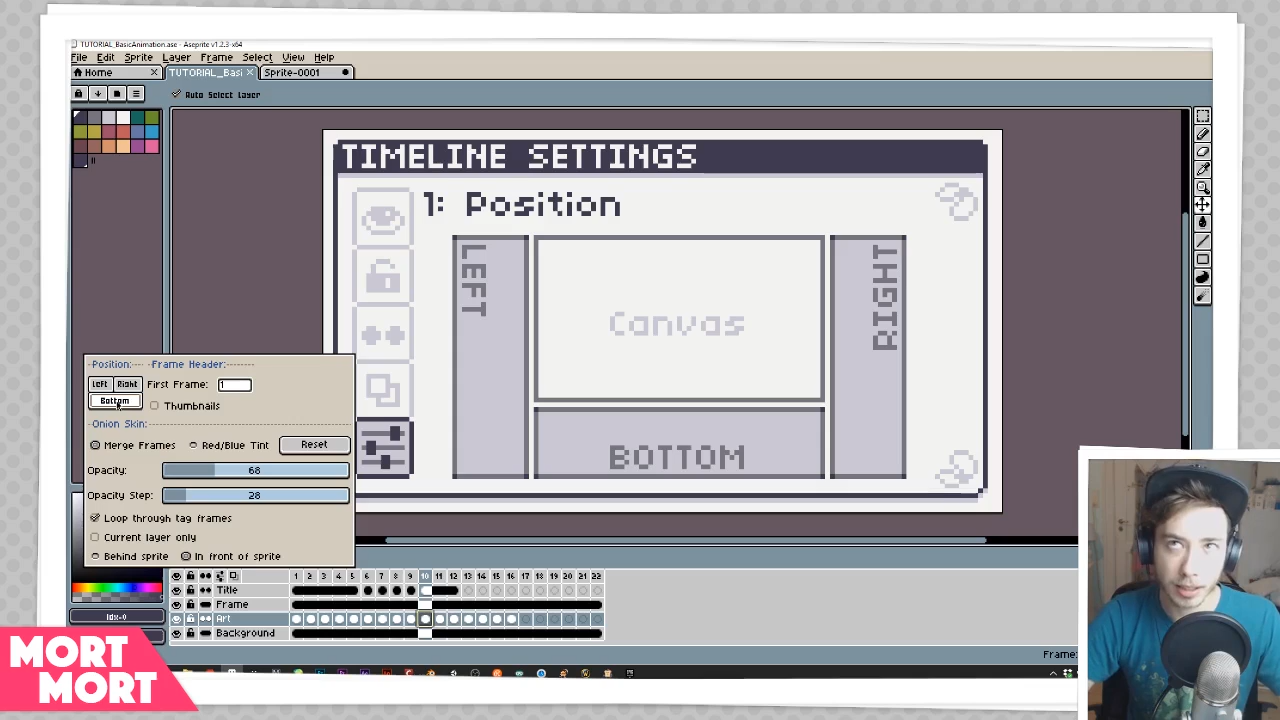 TUTORIAL_BasicAnimation.ase - Aseprite v1.2.3-x64
File Edit Sprite Layer Frame Select View Help
Home TUTORIAL_Basi Sprite-0001
Auto Select Layer
TIMELINE SETTINGS
1: Position
LEFT
Canvas
RIGHT
BOTTOM
Position: Frame Header:
Left Right First Frame: 1
Bottom Thumbnails
Onion Skin:
Merge Frames Red/Blue Tint Reset
Opacity: 68
Opacity Step: 28
Loop through tag frames
Current layer only
Behind sprite In front of sprite
1 2 3 4 5 6 7 8 9 10 11 12 13 14 15 16 17 18 19 20 21 22
Title
Frame
Art
Background
Idx-0
Frame:
MORT
MORT